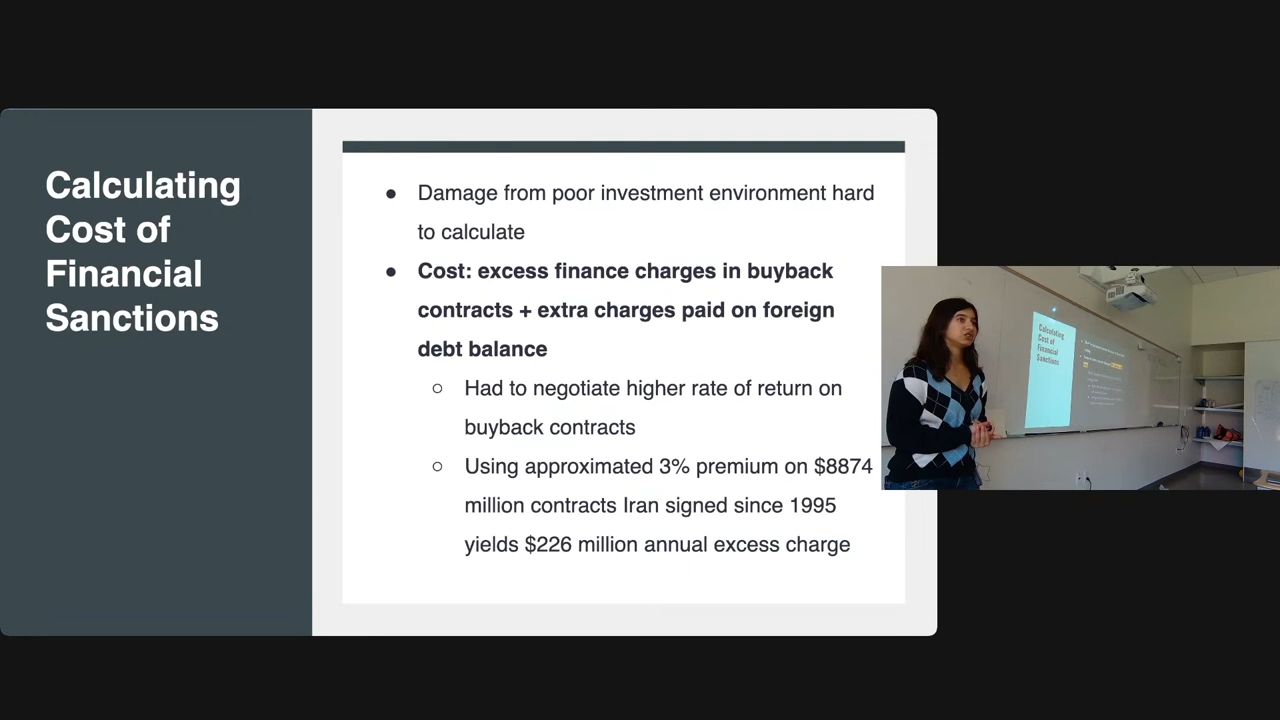 Calculating
Cost of
Financial
Sanctions
● Damage from poor investment environment hard
to calculate
● Cost: excess finance charges in buyback
contracts + extra charges paid on foreign
debt balance
○ Had to negotiate higher rate of return on
buyback contracts
○ Using approximated 3% premium on $8874
million contracts Iran signed since 1995
yields $226 million annual excess charge
Calculating
Cost of
Financial
Sanctions